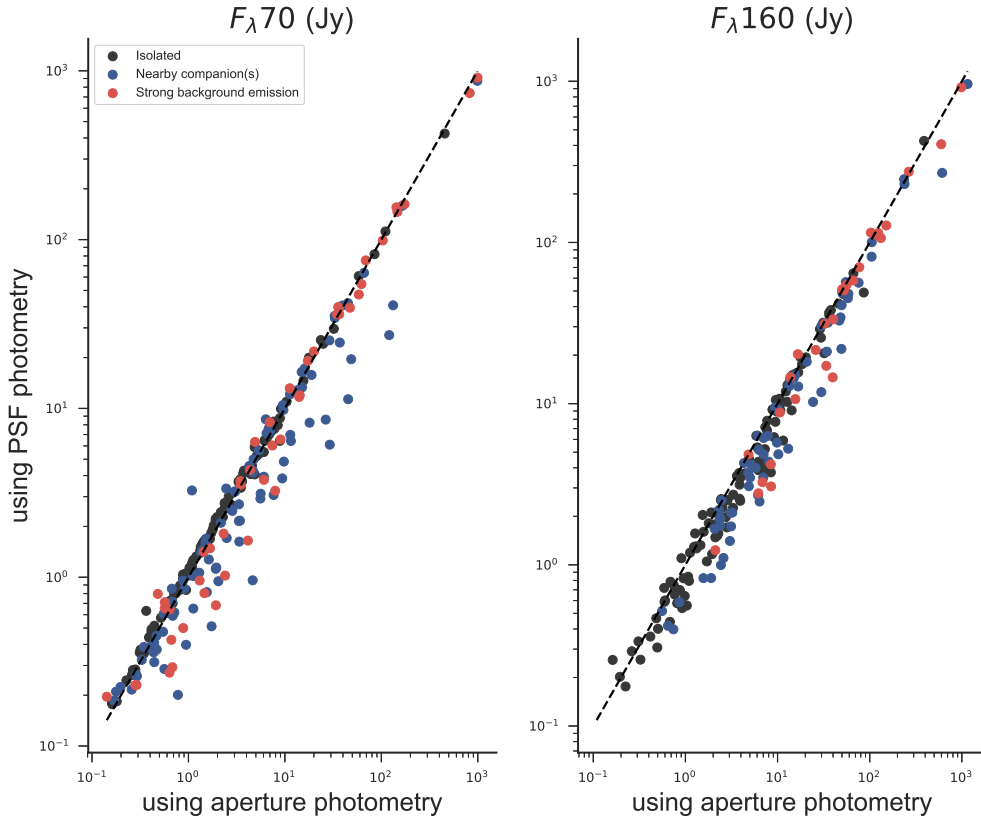 F_λ70 (Jy)
Isolated
Nearby companion(s)
Strong background emission
10³
10²
10¹
10⁰
10⁻¹
using PSF photometry
10⁻¹ 10⁰ 10¹ 10² 10³
using aperture photometry
F_λ160 (Jy)
10³
10²
10¹
10⁰
10⁻¹
10⁻¹ 10⁰ 10¹ 10² 10³
using aperture photometry